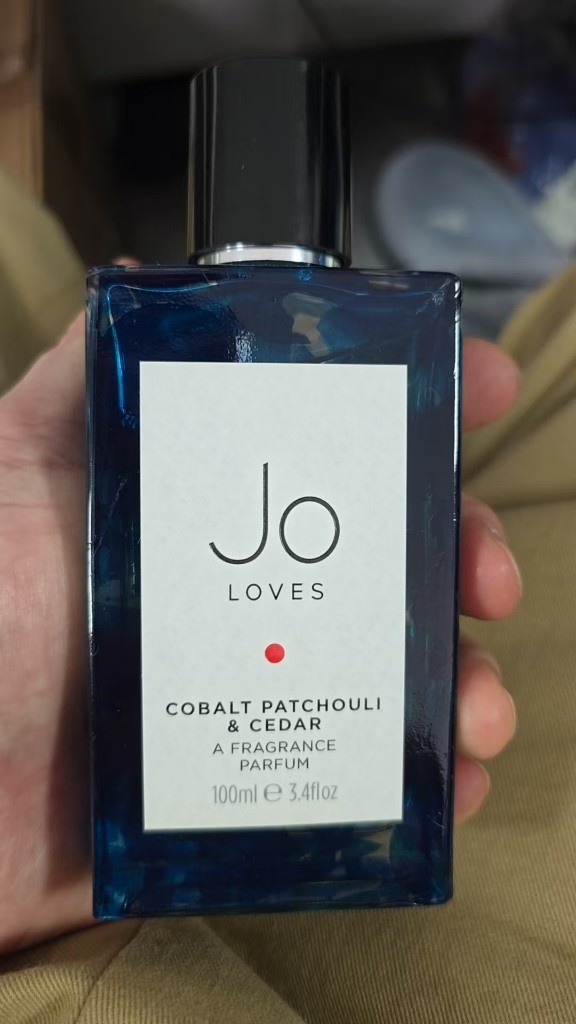 Jo
LOVES
COBALT PATCHOULI
& CEDAR
A FRAGRANCE
PARFUM
100ml ℮ 3,4floz